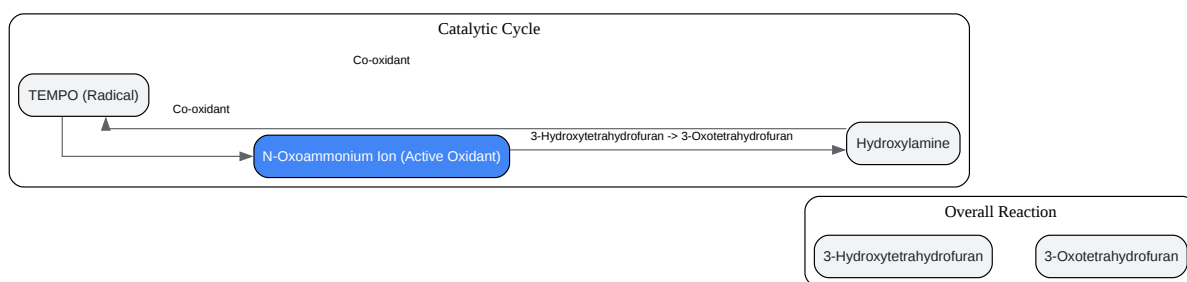 Catalytic Cycle
Co-oxidant
TEMPO (Radical)
Co-oxidant
3-Hydroxytetrahydrofuran -> 3-Oxotetrahydrofuran
N-Oxoammonium Ion (Active Oxidant)
Hydroxylamine
Overall Reaction
3-Hydroxytetrahydrofuran
3-Oxotetrahydrofuran